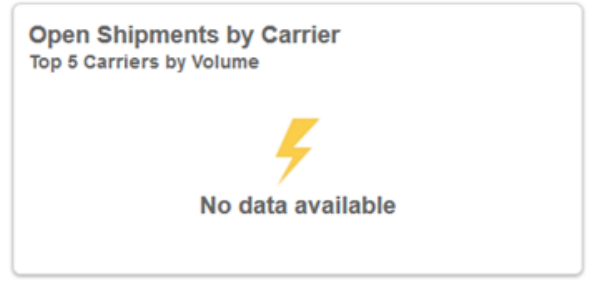 Open Shipments by Carrier
Top 5 Carriers by Volume
No data available